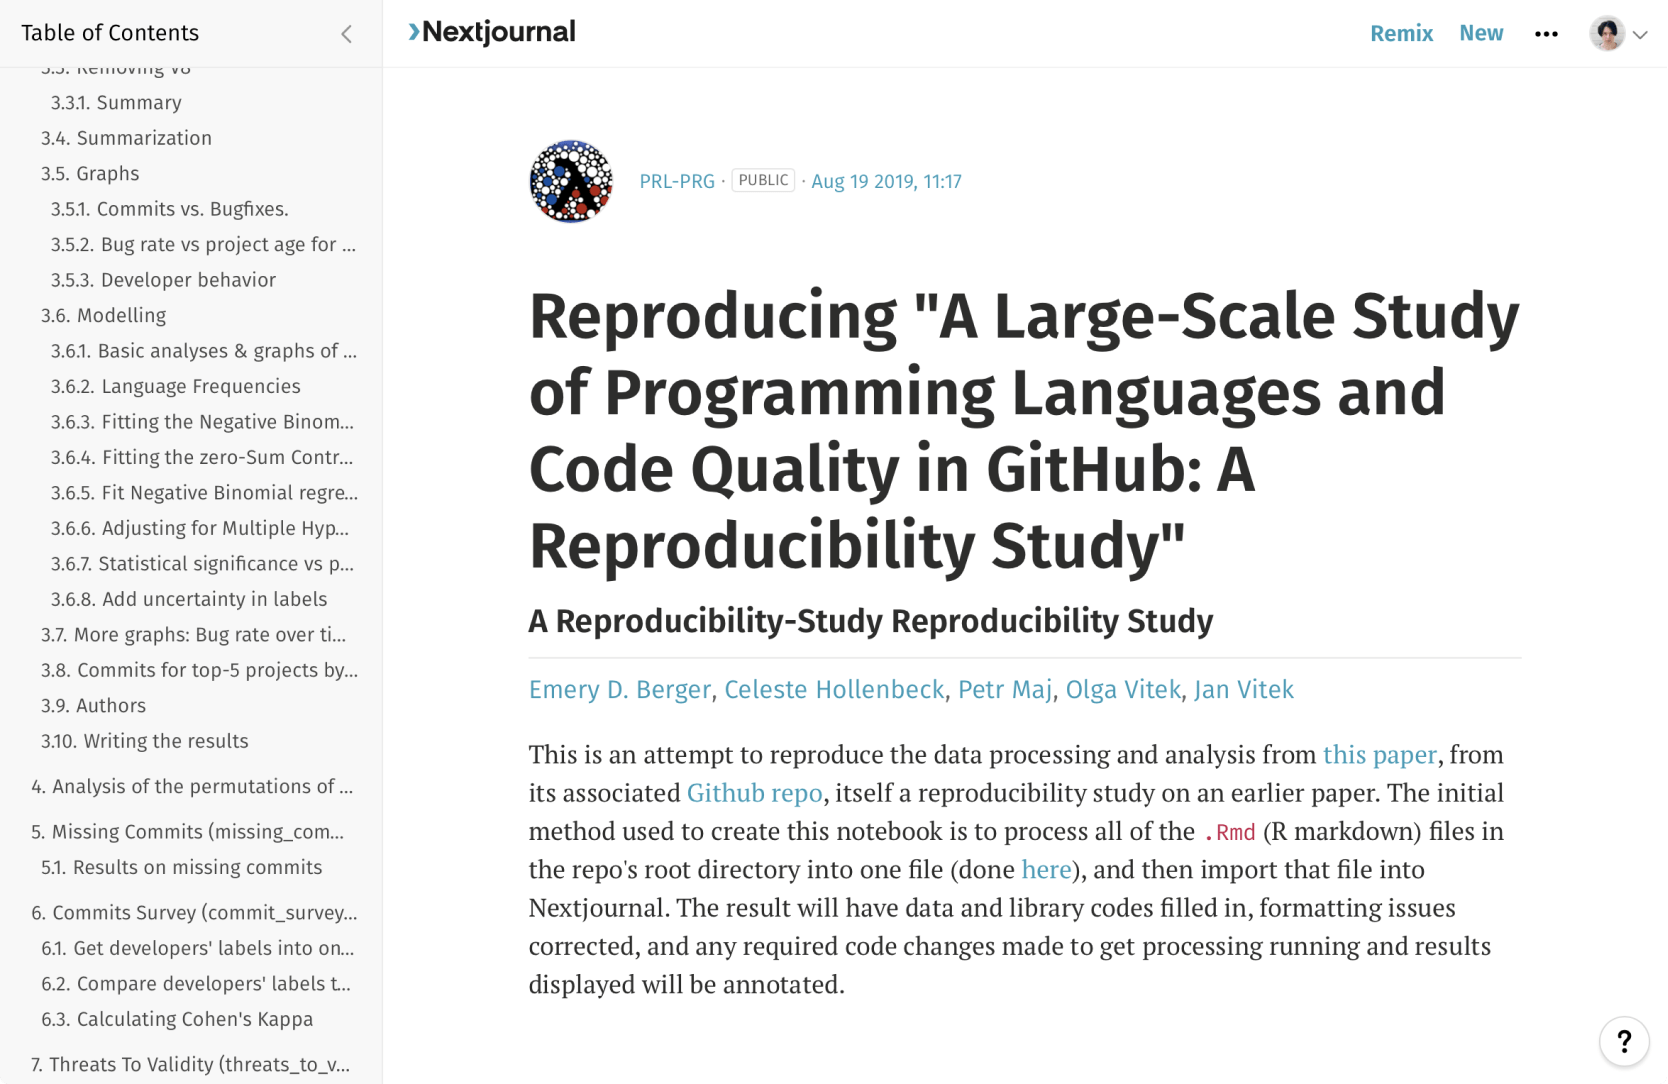 Table of Contents
3.3. Removing V8
3.3.1. Summary
3.4. Summarization
3.5. Graphs
3.5.1. Commits vs. Bugfixes.
3.5.2. Bug rate vs project age for ...
3.5.3. Developer behavior
3.6. Modelling
3.6.1. Basic analyses & graphs of ...
3.6.2. Language Frequencies
3.6.3. Fitting the Negative Binom...
3.6.4. Fitting the zero-Sum Contr...
3.6.5. Fit Negative Binomial regre...
3.6.6. Adjusting for Multiple Hyp...
3.6.7. Statistical significance vs p...
3.6.8. Add uncertainty in labels
3.7. More graphs: Bug rate over ti...
3.8. Commits for top-5 projects by...
3.9. Authors
3.10. Writing the results
4. Analysis of the permutations of ...
5. Missing Commits (missing_com...
5.1. Results on missing commits
6. Commits Survey (commit_survey...
6.1. Get developers' labels into on...
6.2. Compare developers' labels t...
6.3. Calculating Cohen's Kappa
7. Threats To Validity (threats_to_v...
Nextjournal
Remix New •••
PRL-PRG · PUBLIC · Aug 19 2019, 11:17
Reproducing "A Large-Scale Study
of Programming Languages and
Code Quality in GitHub: A
Reproducibility Study"
A Reproducibility-Study Reproducibility Study
Emery D. Berger, Celeste Hollenbeck, Petr Maj, Olga Vitek, Jan Vitek
This is an attempt to reproduce the data processing and analysis from this paper, from
its associated Github repo, itself a reproducibility study on an earlier paper. The initial
method used to create this notebook is to process all of the .Rmd (R markdown) files in
the repo's root directory into one file (done here), and then import that file into
Nextjournal. The result will have data and library codes filled in, formatting issues
corrected, and any required code changes made to get processing running and results
displayed will be annotated.
?